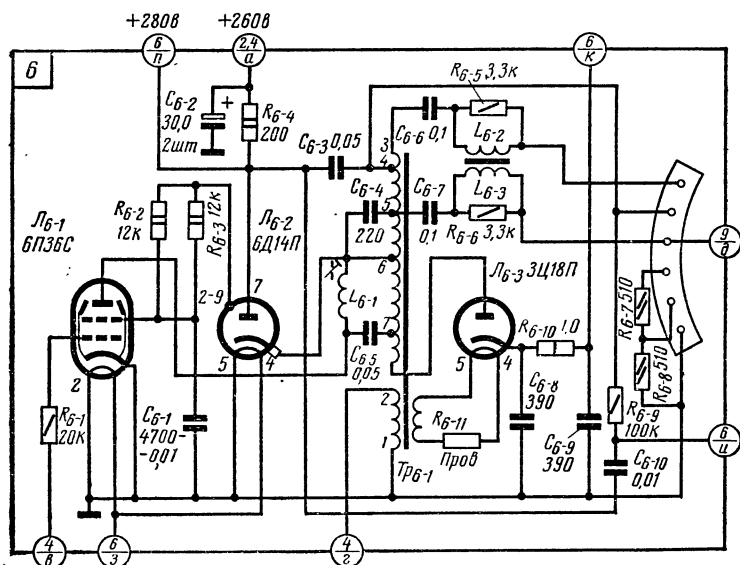 +280в +260в
6/п 2,4/а 6/к
6
C6-2 30,0 2шт
+
R6-4 200
C6-3 0,05
R6-5 3,3к
C6-6 0,1
L6-2
3
4
Л6-1 6П36С
R6-2 12к
R6-3 12к
Л6-2 6Д14П
C6-4 220
5
C6-7 0,1
L6-3
R6-6 3,3к
9/д
6
2-9
7
L6-1
Л6-3 3Ц18П
R6-7 510
7
R6-10 1,0
5
4
C6-5 0,05
5
4
R6-8 510
2
R6-1 20к
C6-1 4700--0,01
2
1
R6-11 Пров
C6-8 390
C6-9 390
R6-9 100к
6/и
Тр6-1
C6-10 0,01
4/в 6/з 4/г